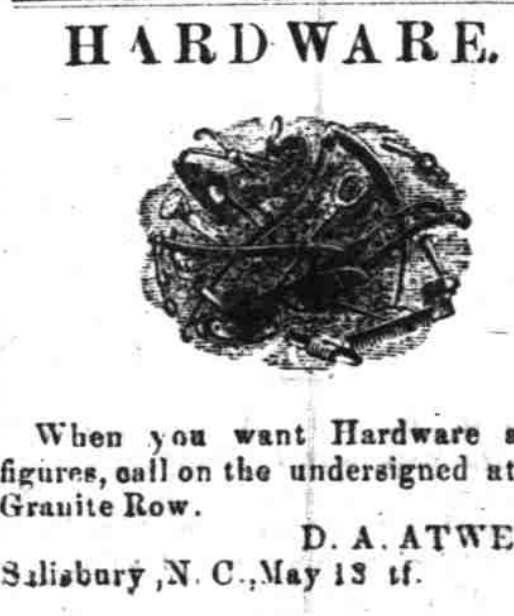 HARDWARE.
When you want Hardware
figures, call on the undersigned at
Granite Row.
D. A. ATWE
Salisbury, N. C., May 13 tf.